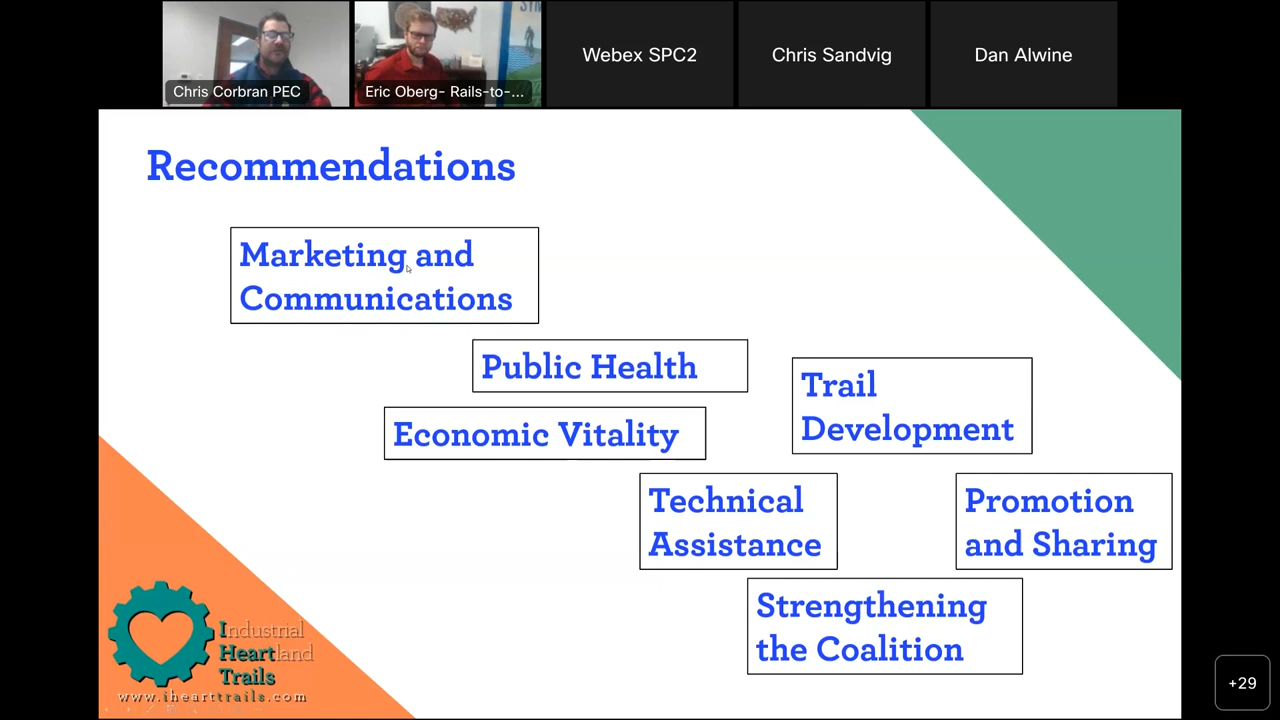 Chris Corbran PEC
Eric Oberg- Rails-to-...
Webex SPC2
Chris Sandvig
Dan Alwine
Recommendations
Marketing and
Communications
Public Health
Trail
Development
Economic Vitality
Technical
Assistance
Promotion
and Sharing
Strengthening
the Coalition
Industrial
Heartland
Trails
www.ihearttrails.com
+29